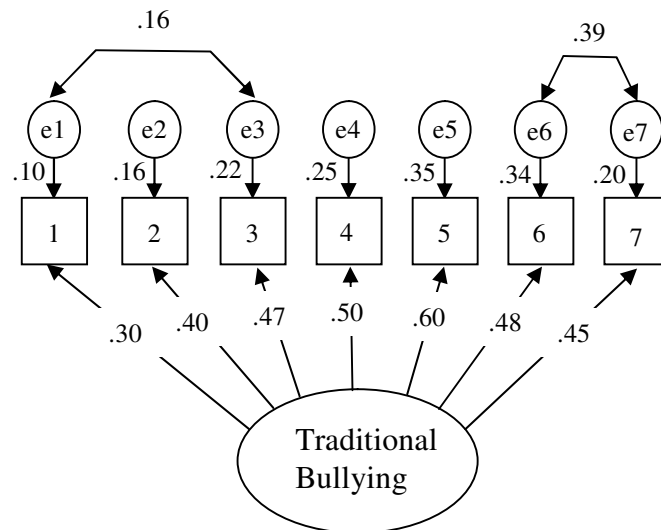 .16
.39
e1 e2 e3 e4 e5 e6 e7
.10 .16 .22 .25 .35 .34 .20
1 2 3 4 5 6 7
.30 .40 .47 .50 .60 .48 .45
Traditional
Bullying